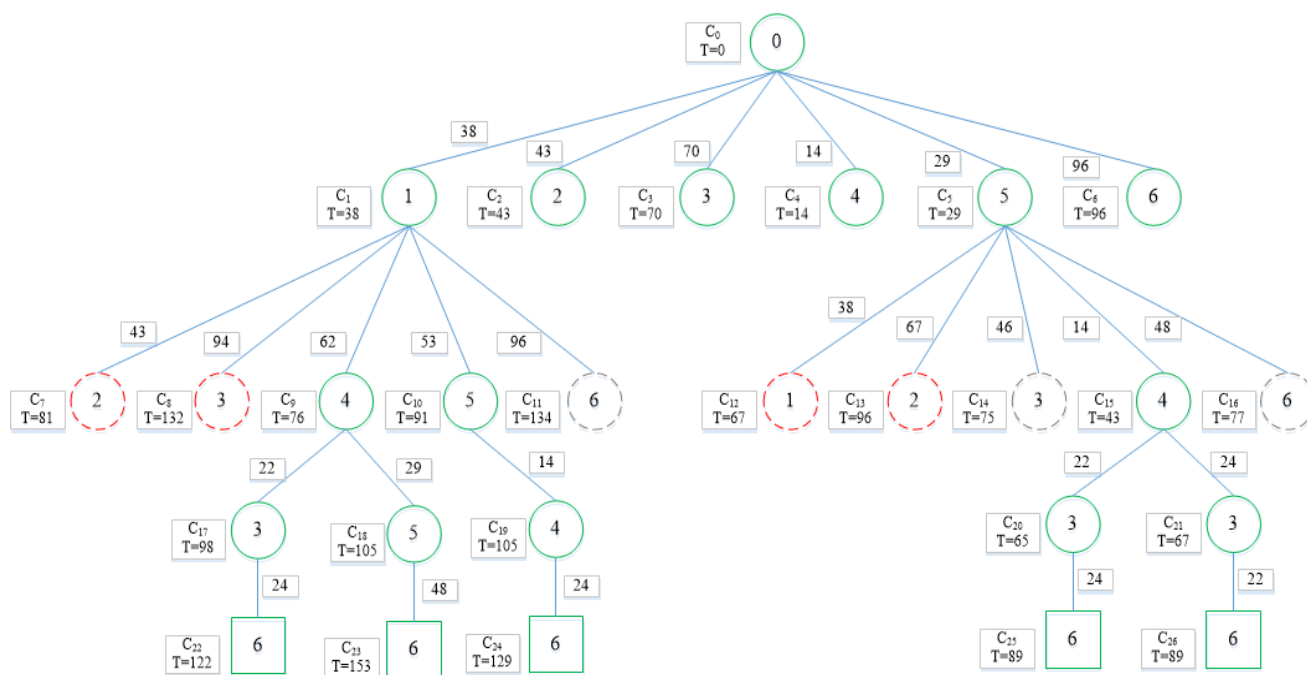 C0
T=0
0
38
43
70
14
29
96
C1
T=38
1
C2
T=43
2
C3
T=70
3
C4
T=14
4
C5
T=29
5
C6
T=96
6
43
94
62
53
96
38
67
46
14
48
C7
T=81
2
C8
T=132
3
C9
T=76
4
C10
T=91
5
C11
T=134
6
C12
T=67
1
C13
T=96
2
C14
T=75
3
C15
T=43
4
C16
T=77
6
22
29
14
22
24
C17
T=98
3
C18
T=105
5
C19
T=105
4
C20
T=65
3
C21
T=67
3
24
48
24
24
22
C22
T=122
6
C23
T=153
6
C24
T=129
6
C25
T=89
6
C26
T=89
6